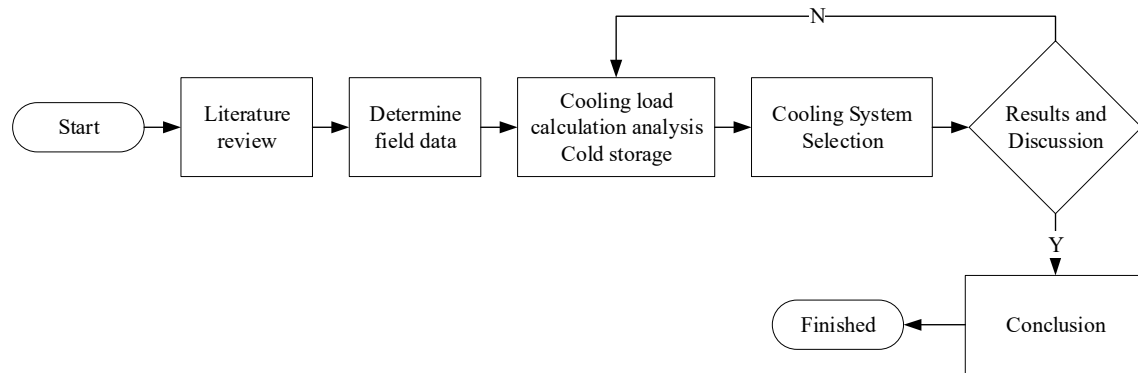 N
Start
Literature
review
Determine
field data
Cooling load
calculation analysis
Cold storage
Cooling System
Selection
Results and
Discussion
Y
Conclusion
Finished